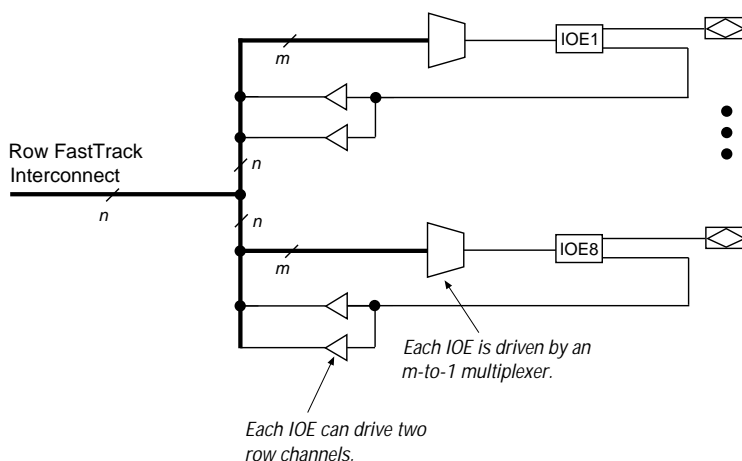 m
IOE1
Row FastTrack
Interconnect
n
n
n
m
IOE8
Each IOE is driven by an
m-to-1 multiplexer.
Each IOE can drive two
row channels.